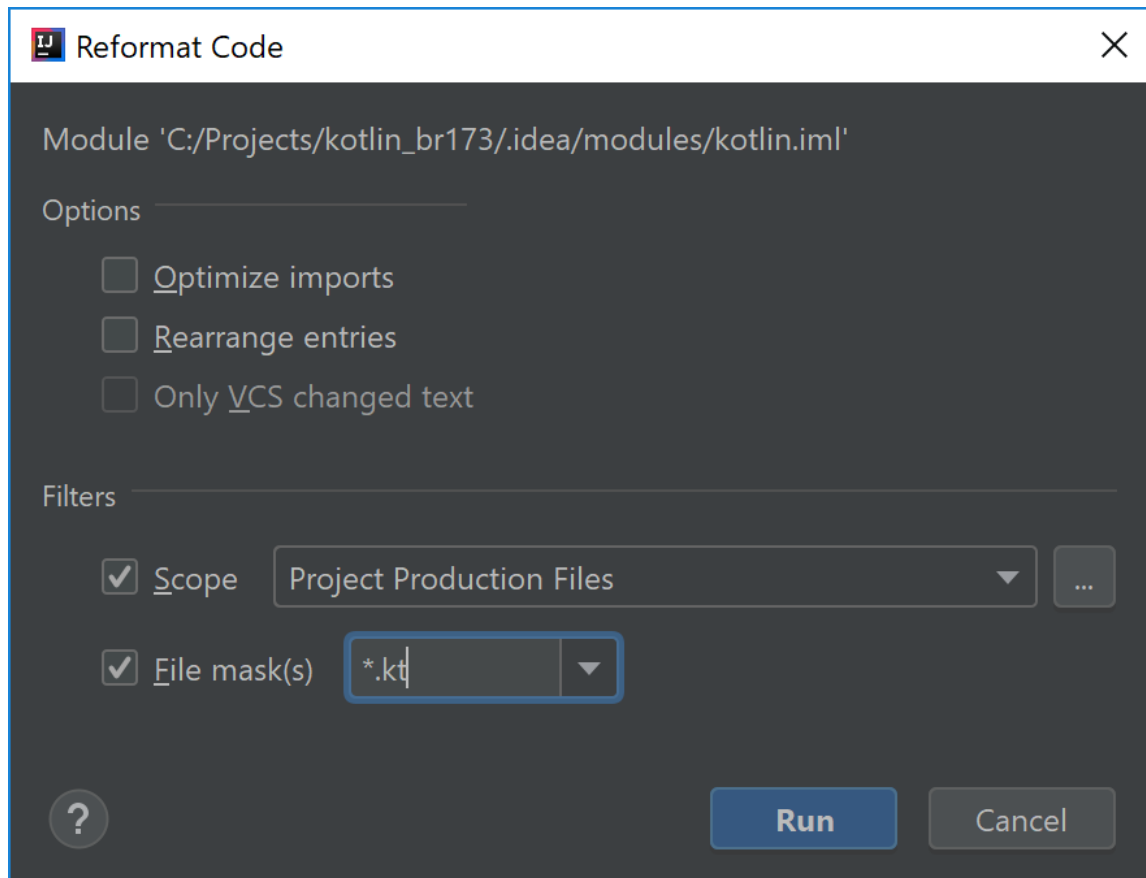 IJ
Reformat Code
Module 'C:/Projects/kotlin_br173/.idea/modules/kotlin.iml'
Options
Optimize imports
Rearrange entries
Only VCS changed text
Filters
Scope Project Production Files ...
File mask(s) *.kt
? Run Cancel